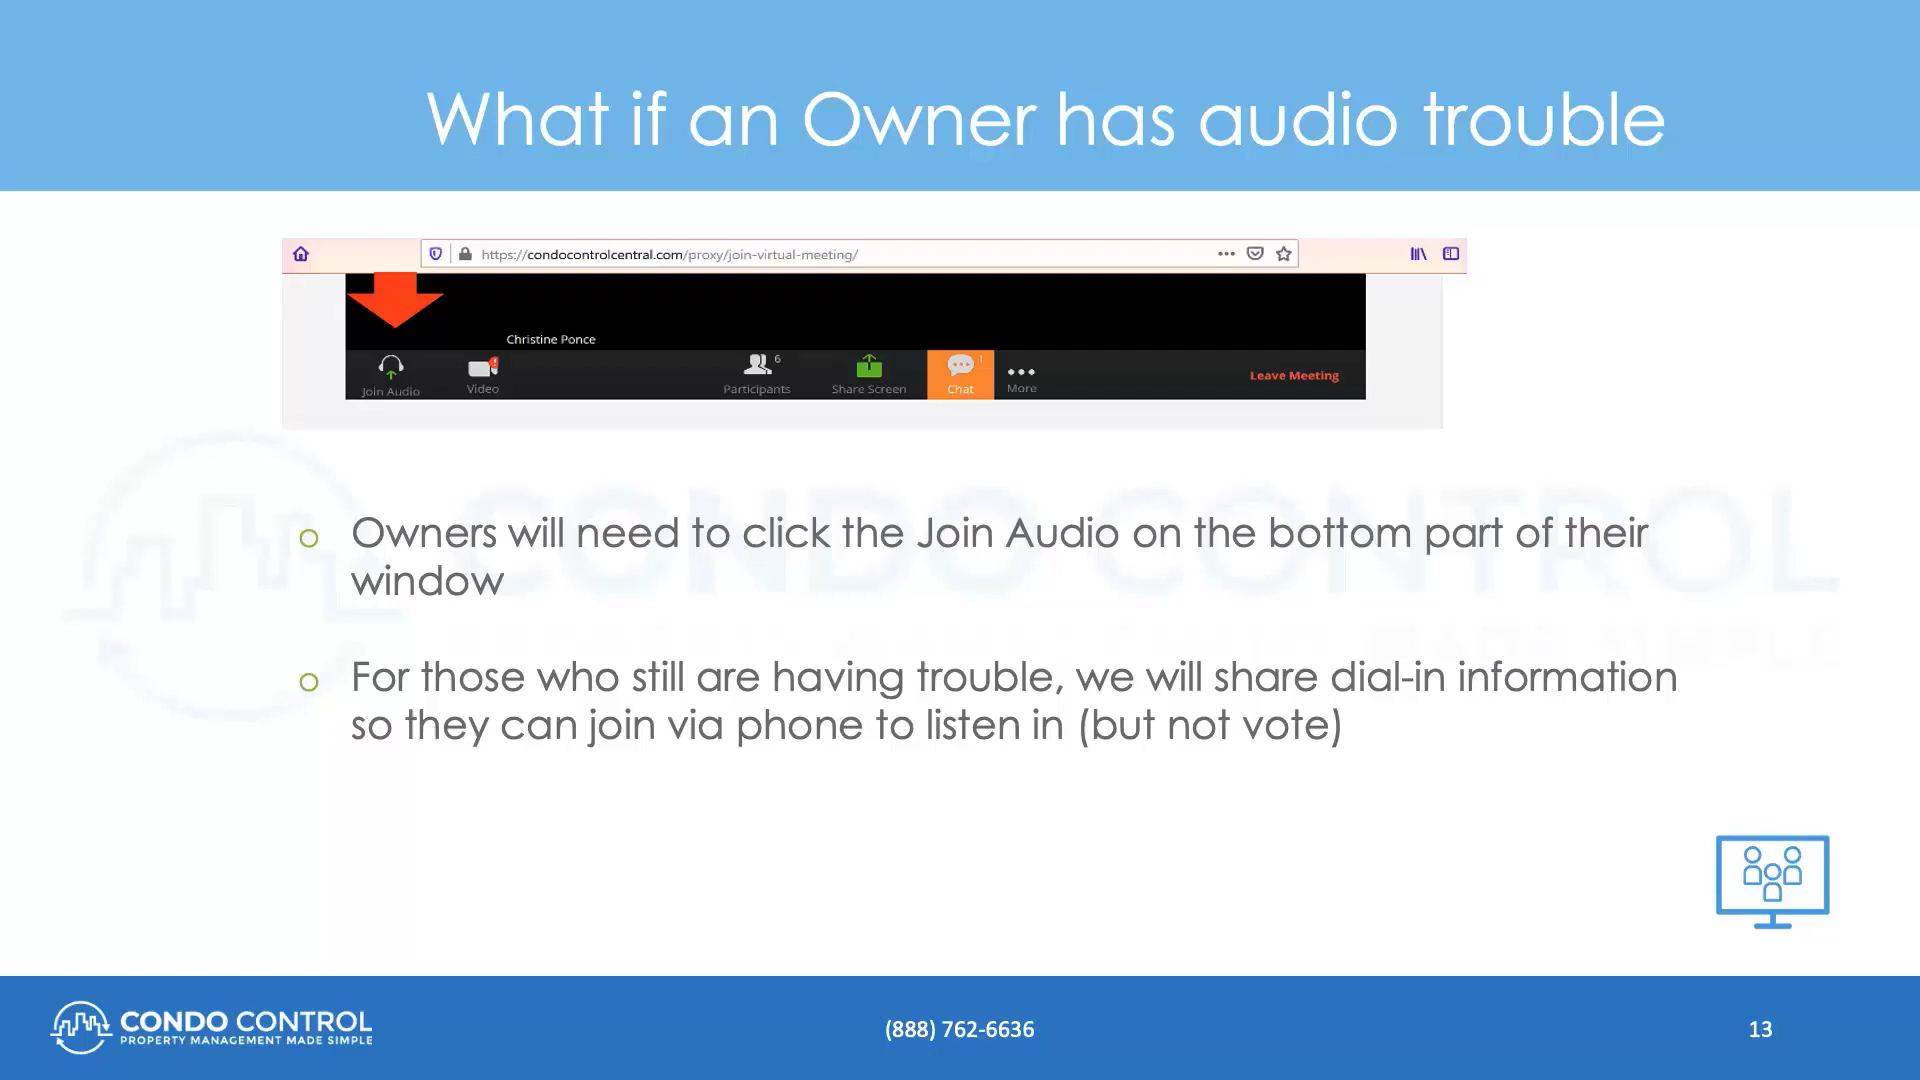 What if an Owner has audio trouble
https://condocontrolcentral.com/proxy/join-virtual-meeting/
Christine Ponce
Join Audio
Video
6
Participants
Share Screen
1
Chat
More
Leave Meeting
Owners will need to click the Join Audio on the bottom part of their
window
For those who still are having trouble, we will share dial-in information
so they can join via phone to listen in (but not vote)
CONDO CONTROL
CONDO CONTROL
PROPERTY MANAGEMENT MADE SIMPLE
(888) 762-6636
13